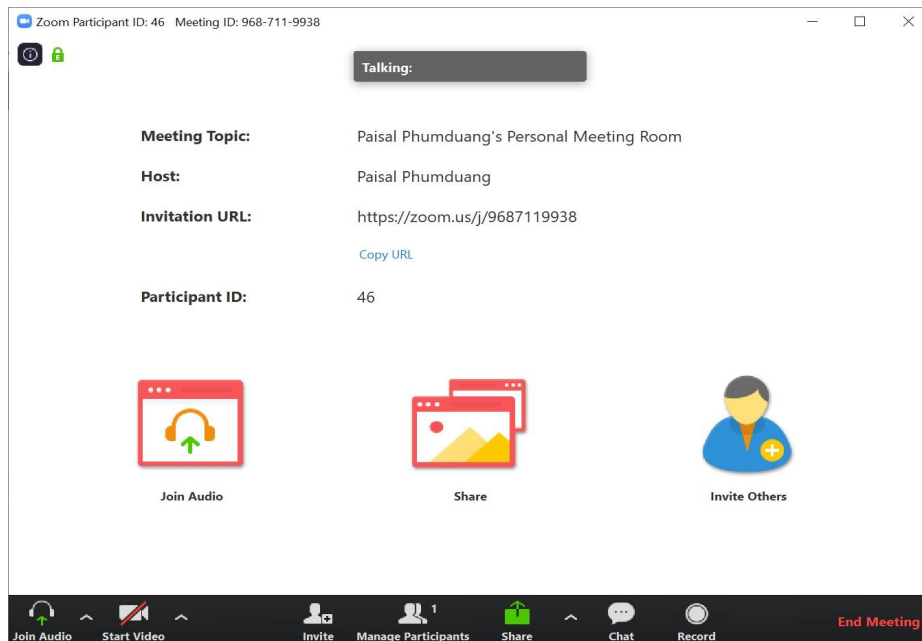 Zoom Participant ID: 46 Meeting ID: 968-711-9938
Talking:
Meeting Topic: Paisal Phumduang's Personal Meeting Room
Host: Paisal Phumduang
Invitation URL: https://zoom.us/j/9687119938
Copy URL
Participant ID: 46
Join Audio Share Invite Others
1
Join Audio Start Video Invite Manage Participants Share Chat Record End Meeting